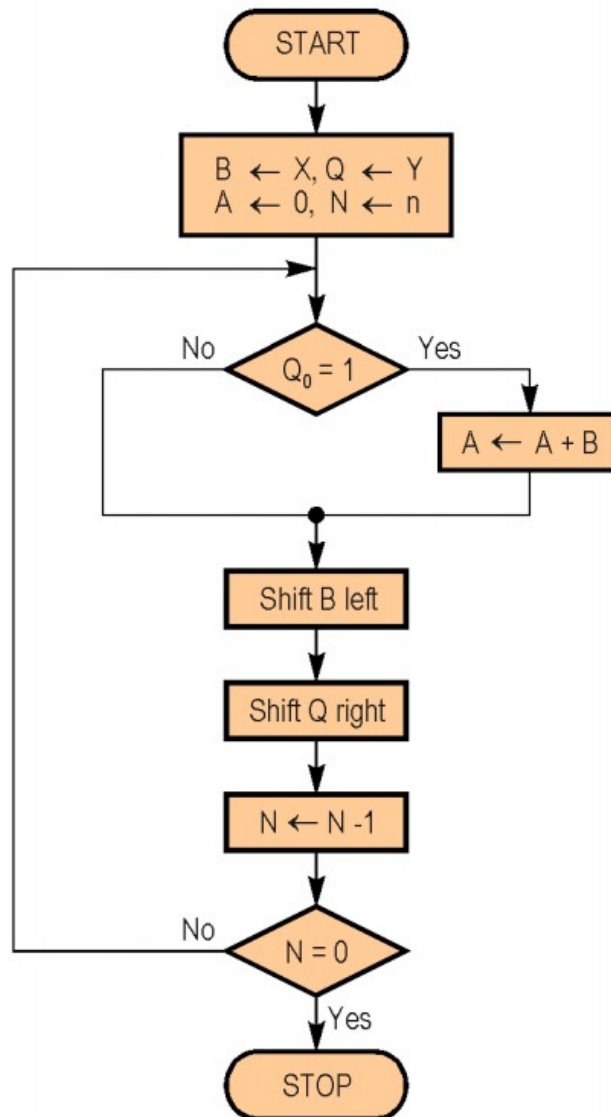 START
B ← X, Q ← Y
A ← 0, N ← n
No
Yes
Q₀ = 1
A ← A + B
Shift B left
Shift Q right
N ← N -1
No
N = 0
Yes
STOP